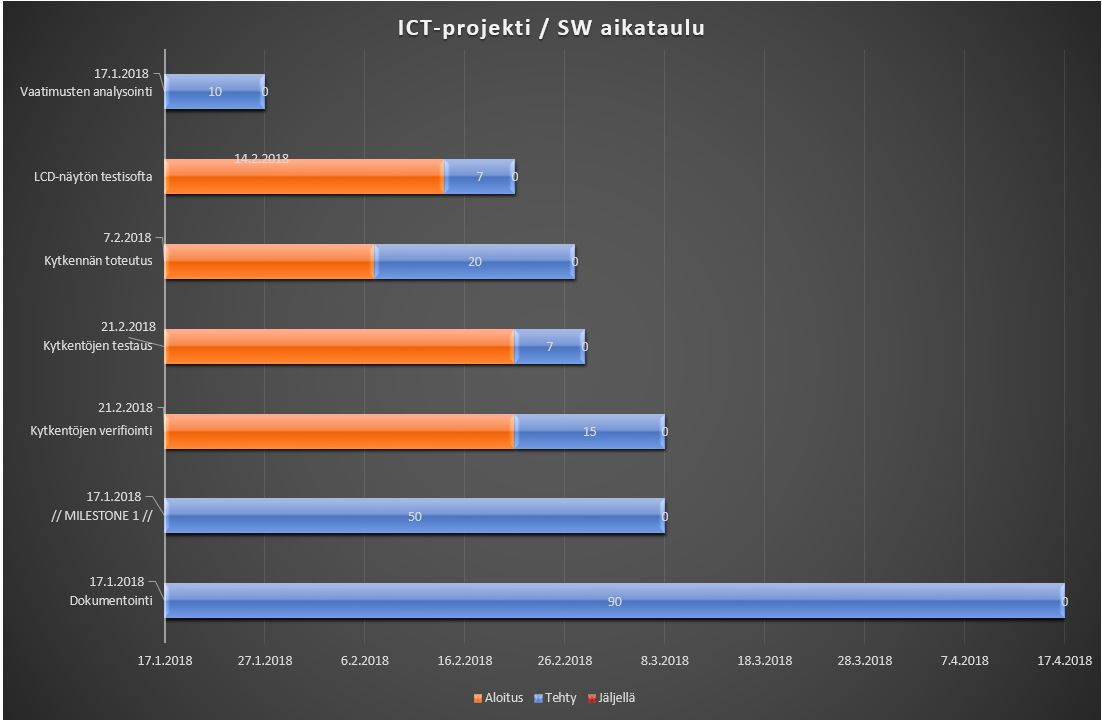 ICT-projekti / SW aikataulu
17.1.2018
Vaatimusten analysointi
10 0
14.2.2018
LCD-näytön testisofta
7 0
7.2.2018
Kytkennän toteutus
20 0
21.2.2018
Kytkentöjen testaus
7 0
21.2.2018
Kytkentöjen verifiointi
15 0
17.1.2018
// MILESTONE 1 //
50 0
17.1.2018
Dokumentointi
90 0
17.1.2018 27.1.2018 6.2.2018 16.2.2018 26.2.2018 8.3.2018 18.3.2018 28.3.2018 7.4.2018 17.4.2018
Aloitus Tehty Jäljellä